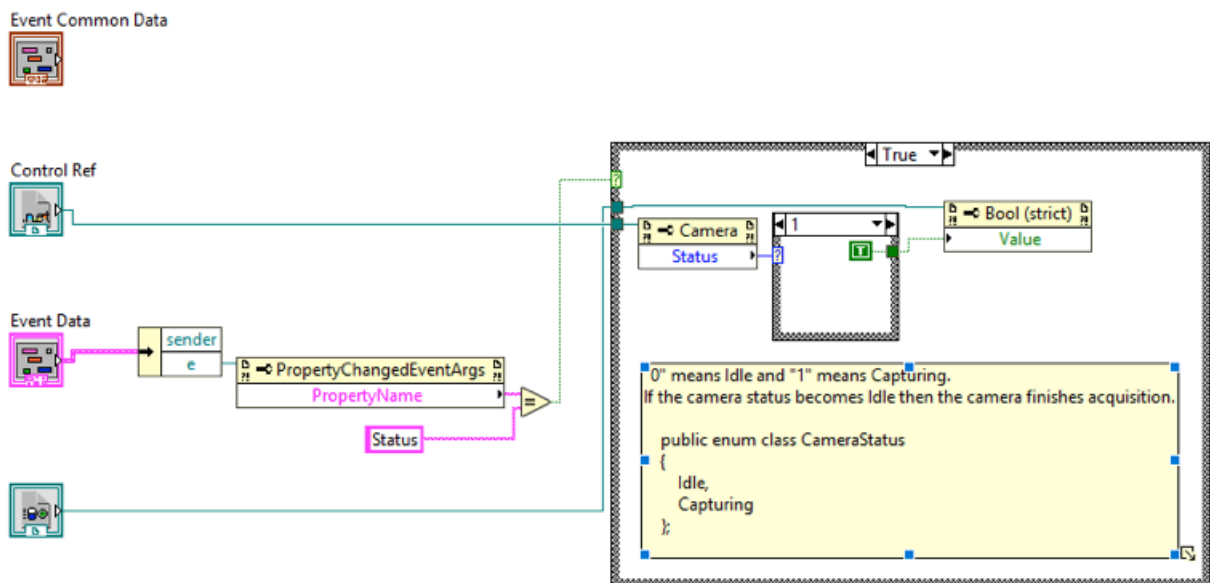 Event Common Data
Control Ref
True
Camera
Status
1
T
Bool (strict)
Value
Event Data
sender
e
PropertyChangedEventArgs
PropertyName
=
Status
0" means Idle and "1" means Capturing.
If the camera status becomes Idle then the camera finishes acquisition.
public enum class CameraStatus
{
Idle,
Capturing
};